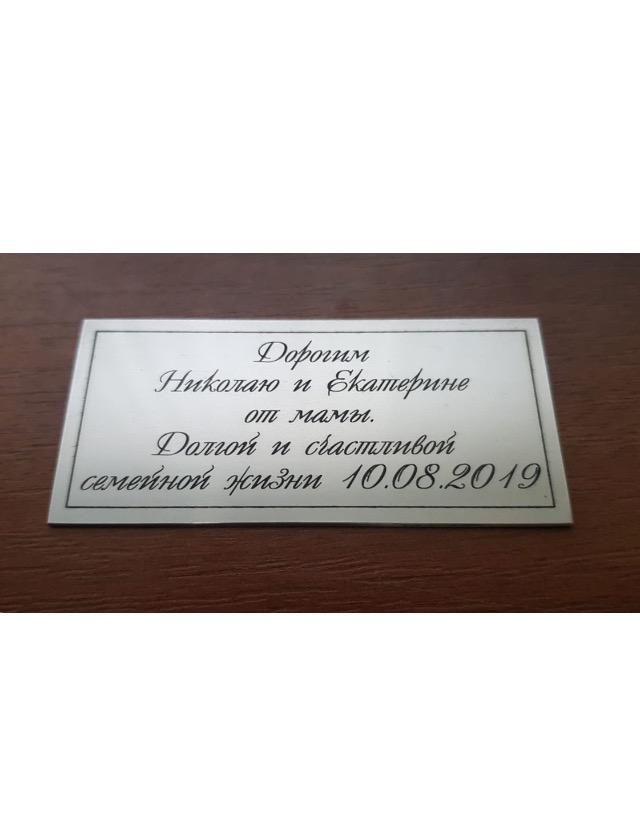 Дорогим
Николаю и Екатерине
от мамы.
Долгой и счастливой
семейной жизни 10.08.2019